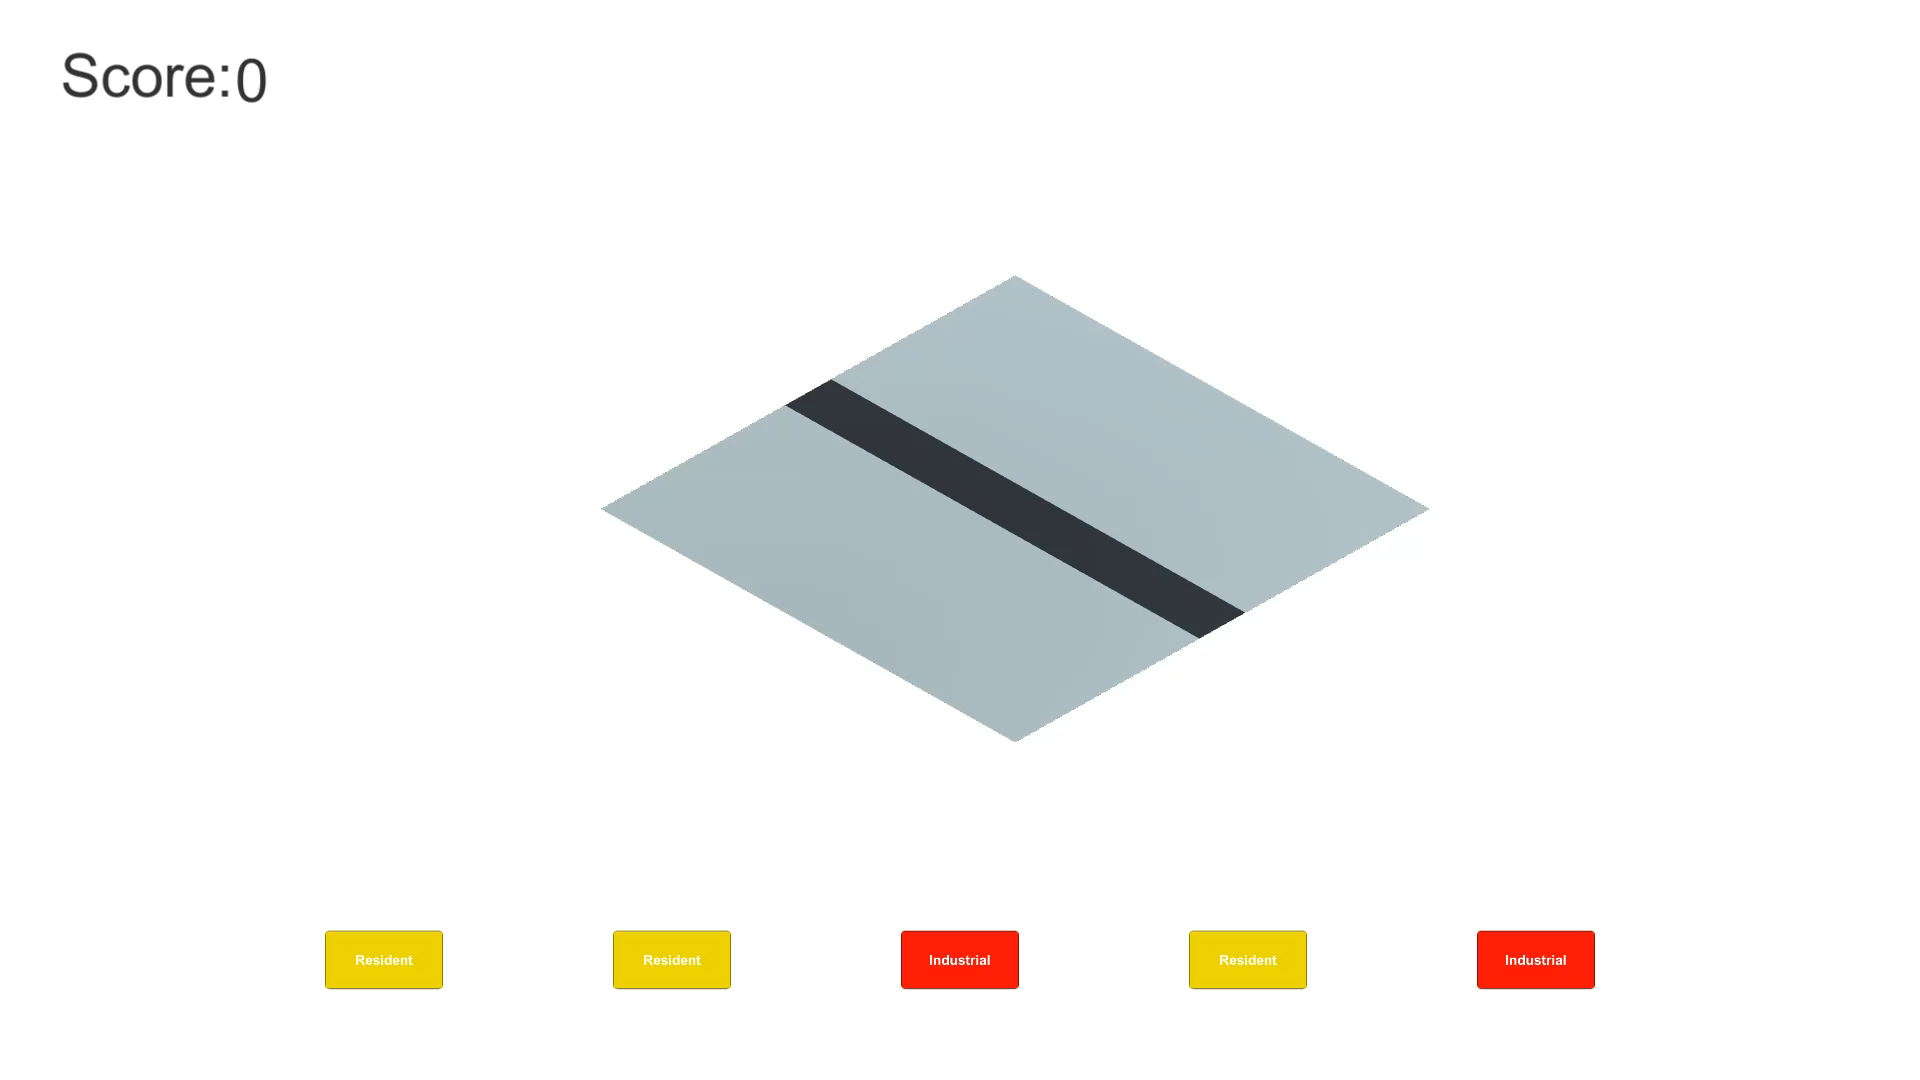 Score:0
Resident
Resident
Industrial
Resident
Industrial